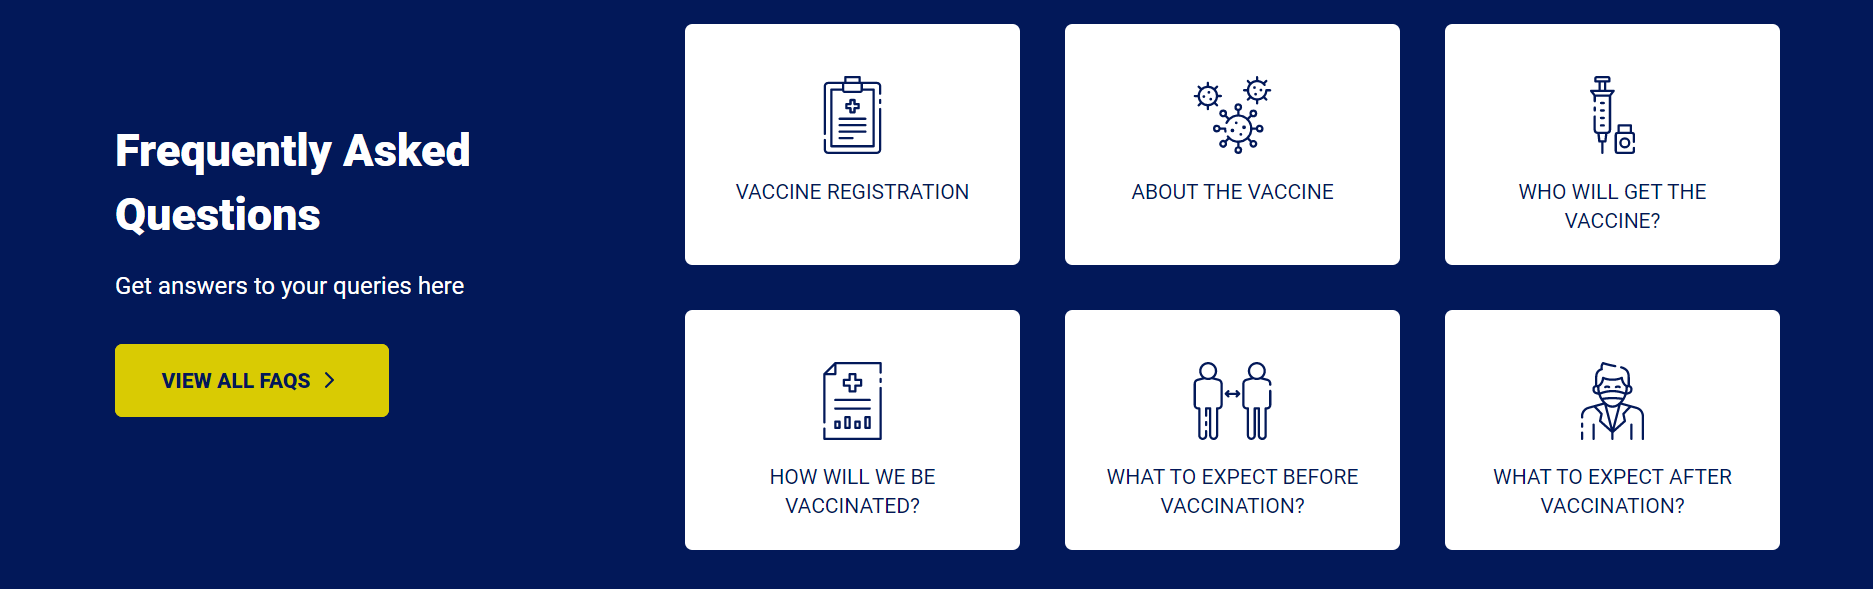 Frequently Asked
Questions
Get answers to your queries here
VIEW ALL FAQS
VACCINE REGISTRATION
ABOUT THE VACCINE
WHO WILL GET THE
VACCINE?
HOW WILL WE BE
VACCINATED?
WHAT TO EXPECT BEFORE
VACCINATION?
WHAT TO EXPECT AFTER
VACCINATION?